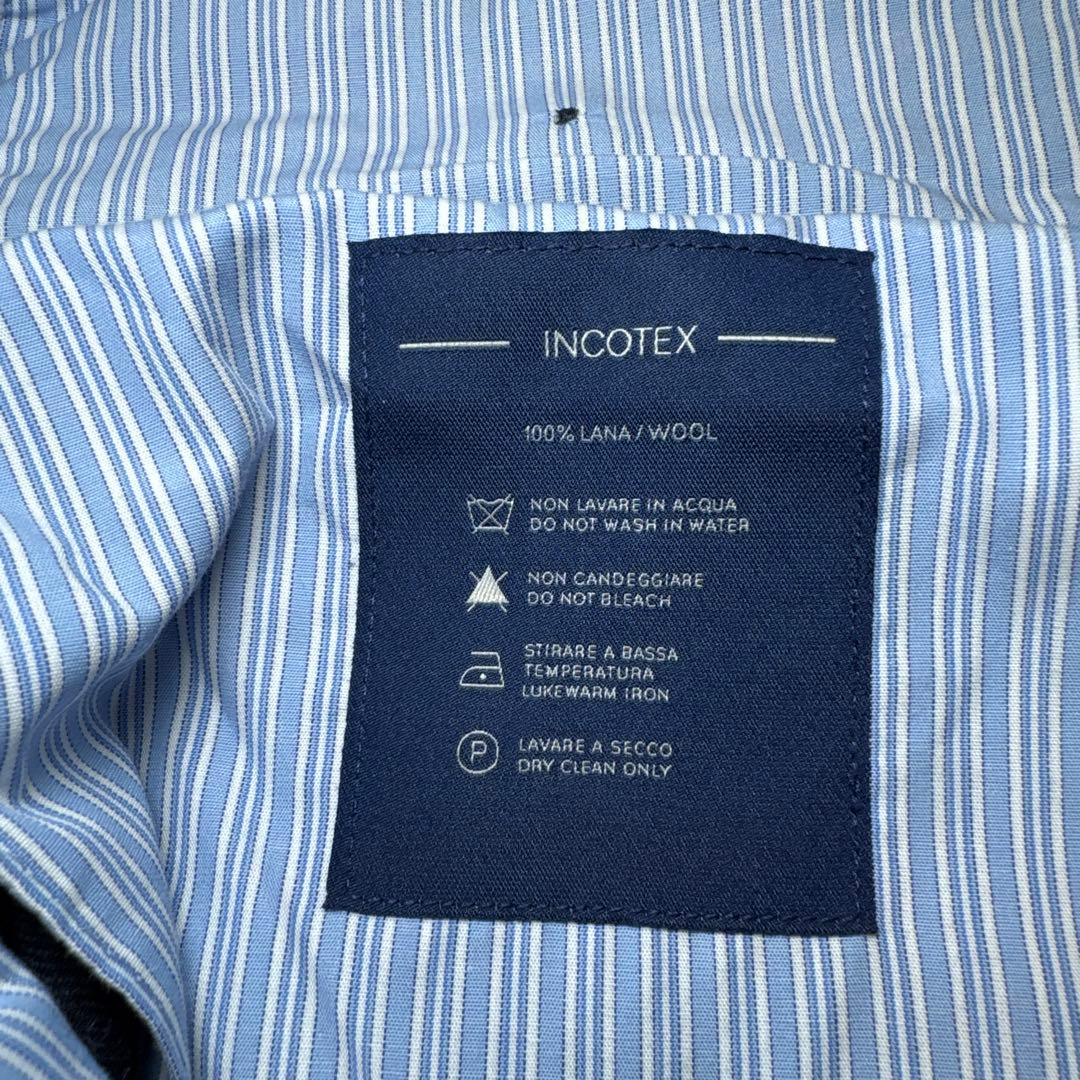 INCOTEX
100% LANA / WOOL
NON LAVARE IN ACQUA
DO NOT WASH IN WATER
NON CANDEGGIARE
DO NOT BLEACH
STIRARE A BASSA
TEMPERATURA
LUKEWARM IRON
P
LAVARE A SECCO
DRY CLEAN ONLY